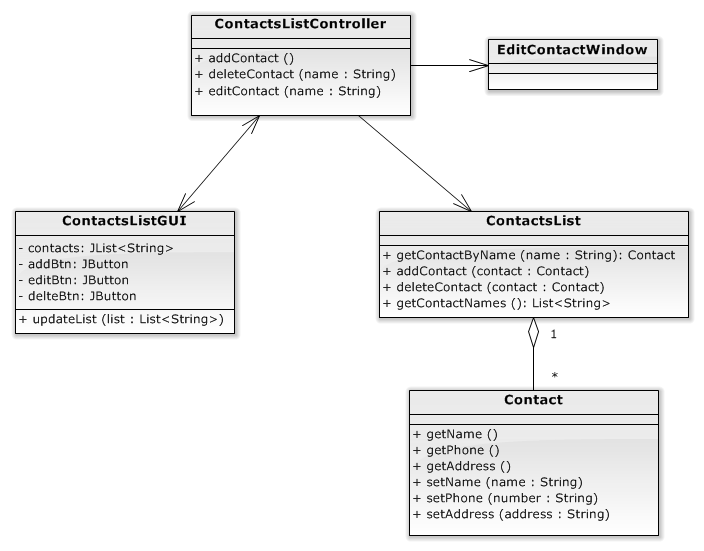 ContactsListController
+ addContact ()
+ deleteContact (name : String)
+ editContact (name : String)
EditContactWindow
ContactsListGUI
- contacts: JList<String>
- addBtn: JButton
- editBtn: JButton
- delteBtn: JButton
+ updateList (list : List<String>)
ContactsList
+ getContactByName (name : String): Contact
+ addContact (contact : Contact)
+ deleteContact (contact : Contact)
+ getContactNames (): List<String>
1
*
Contact
+ getName ()
+ getPhone ()
+ getAddress ()
+ setName (name : String)
+ setPhone (number : String)
+ setAddress (address : String)